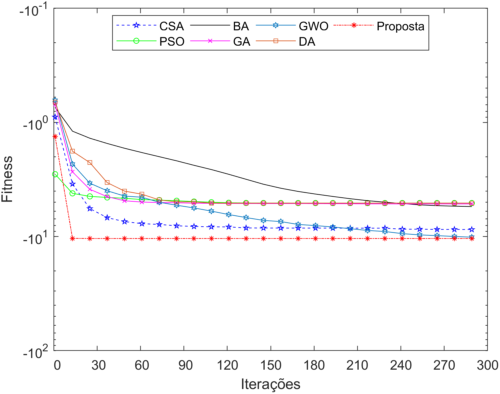 -10^-1
CSA BA GWO Proposta
PSO GA DA
-10^0
Fitness
-10^1
-10^2
0 30 60 90 120 150 180 210 240 270 300
Iterações